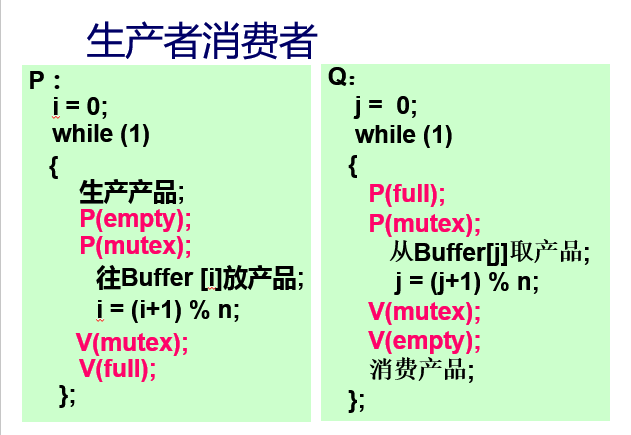 生产者消费者
P：
i = 0;
while (1)
{
生产产品;
P(empty);
P(mutex);
往Buffer [i]放产品;
i = (i+1) % n;
V(mutex);
V(full);
};
Q:
j = 0;
while (1)
{
P(full);
P(mutex);
从Buffer[j]取产品;
j = (j+1) % n;
V(mutex);
V(empty);
消费产品;
};